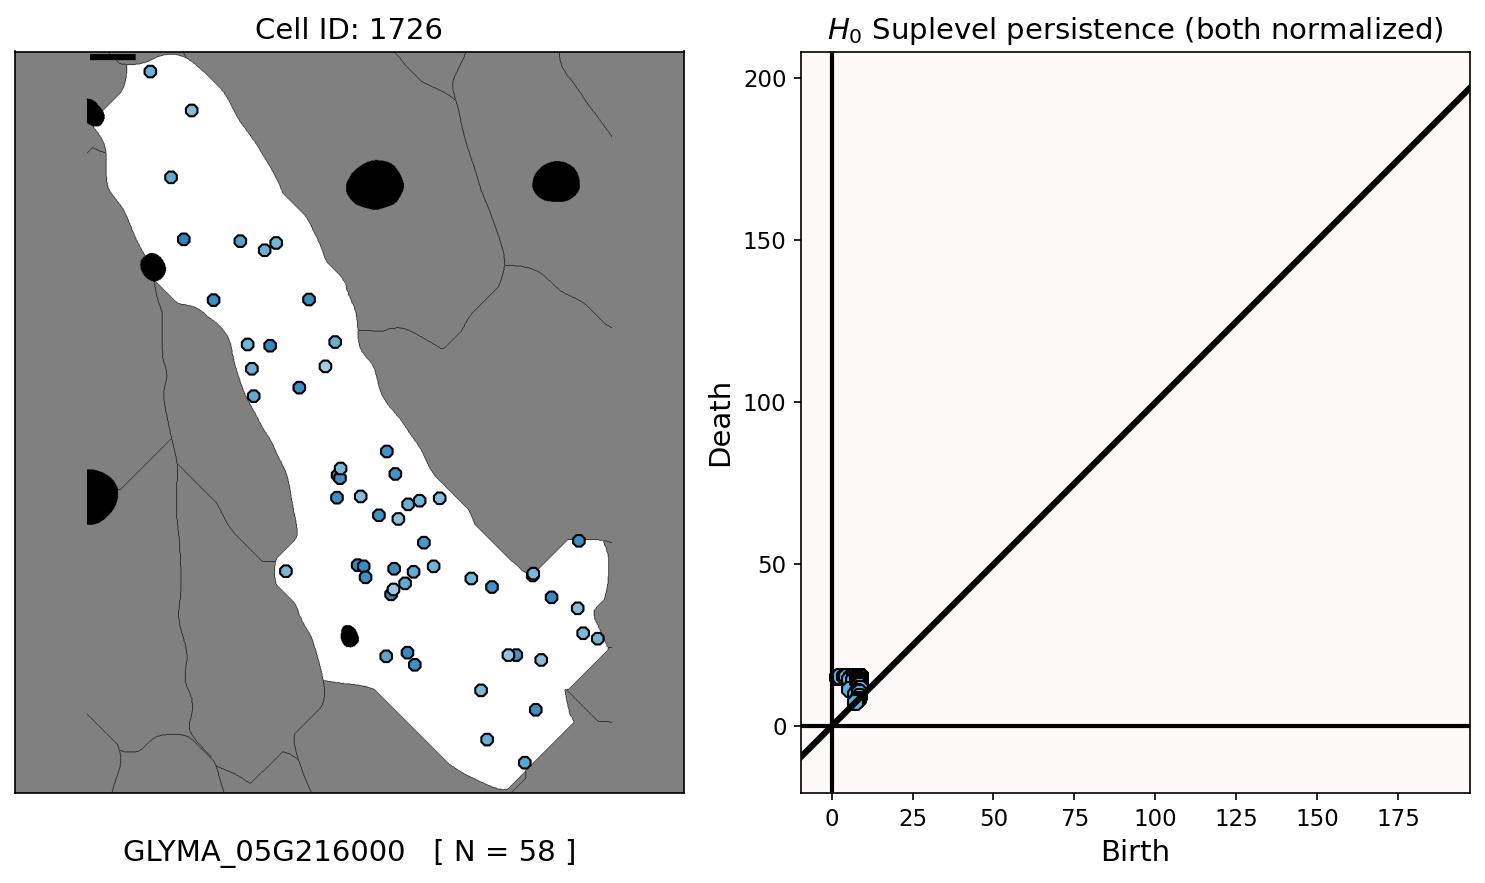 Cell ID: 1726
H₀ Suplevel persistence (both normalized)
200
150
100
50
0
Death
0 25 50 75 100 125 150 175
Birth
GLYMA_05G216000 [ N = 58 ]